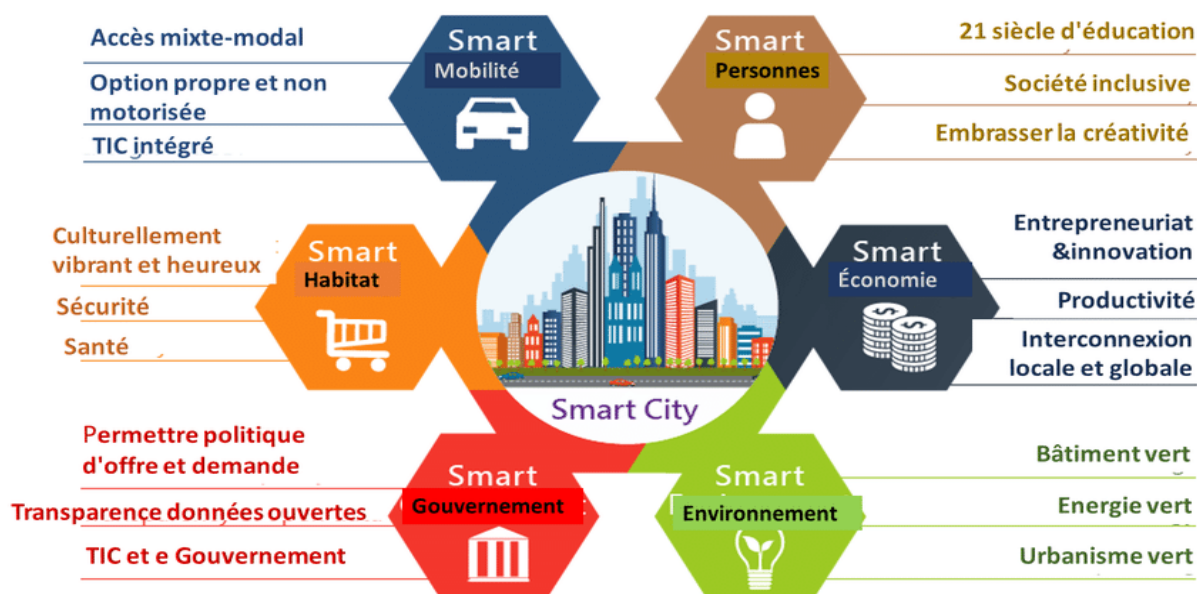 Accès mixte-modal
Option propre et non
motorisée
TIC intégré
Smart
Mobilité
Smart
Personnes
21 siècle d'éducation
Société inclusive
Embrasser la créativité
Culturellement
vibrant et heureux
Sécurité
Santé
Smart
Habitat
Smart
Économie
Entrepreneuriat
&innovation
Productivité
Interconnexion
locale et globale
Smart City
Permettre politique
d'offre et demande
Transparence données ouvertes
TIC et e Gouvernement
Smart
Gouvernement
Smart
Environnement
Bâtiment vert
Energie vert
Urbanisme vert